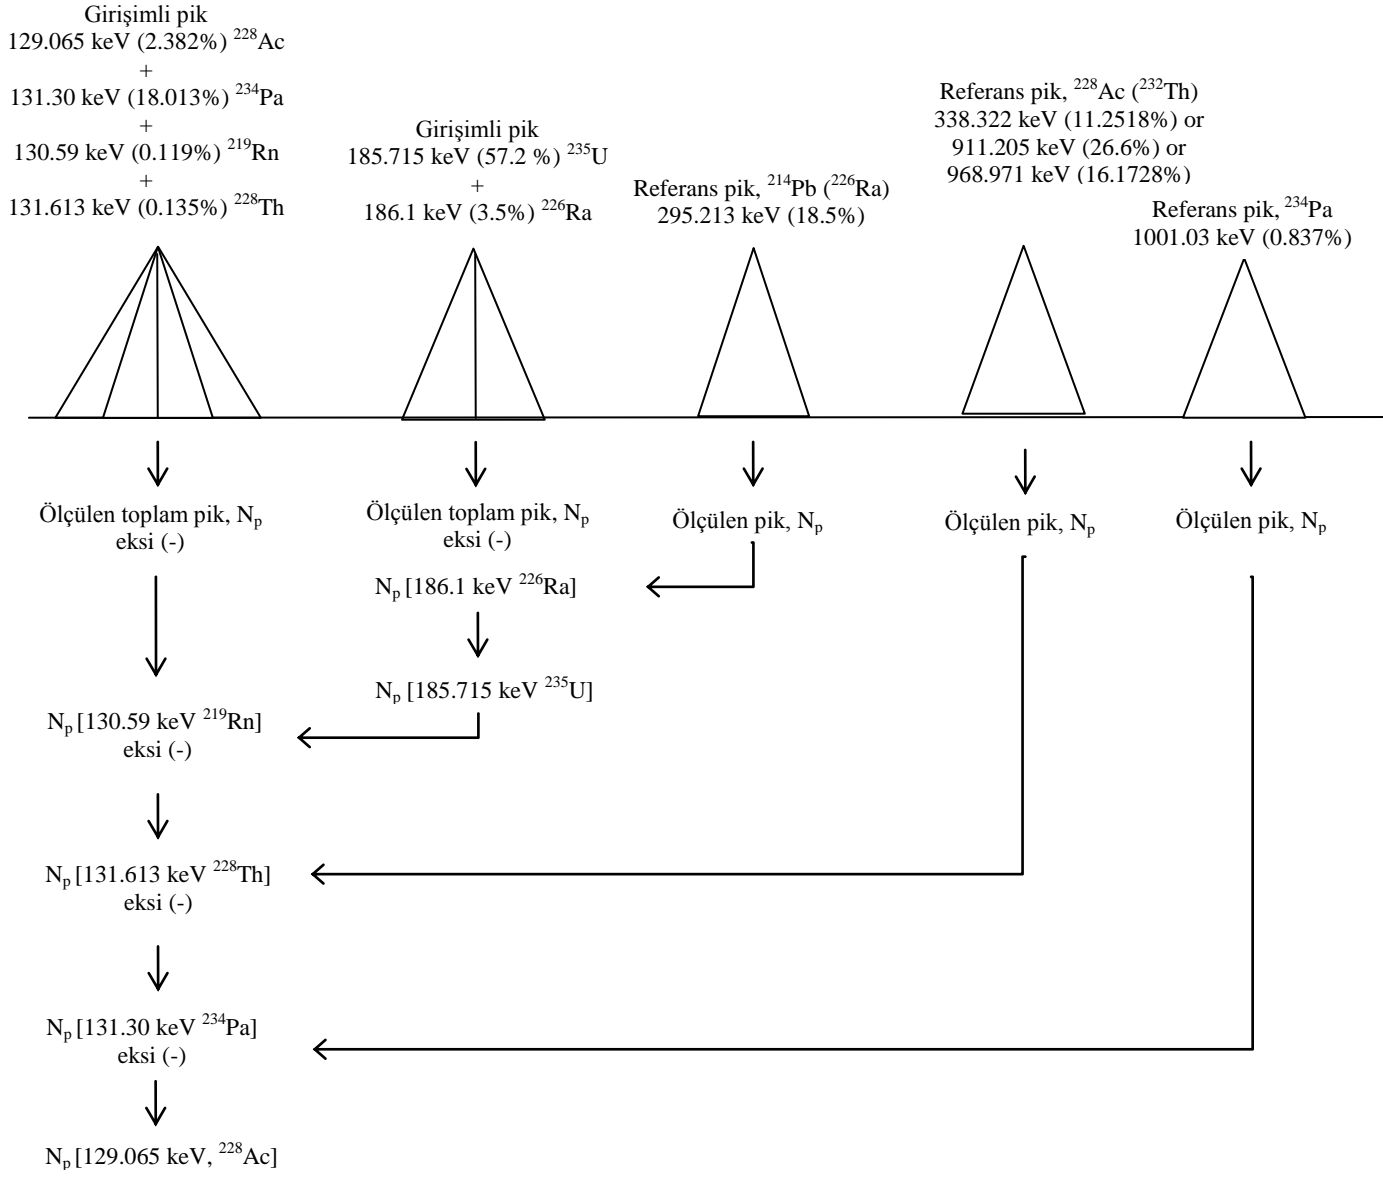 Girişimli pik
129.065 keV (2.382%) ²²⁸Ac
+
131.30 keV (18.013%) ²³⁴Pa
+
130.59 keV (0.119%) ²¹⁹Rn
+
131.613 keV (0.135%) ²²⁸Th
Girişimli pik
185.715 keV (57.2 %) ²³⁵U
+
186.1 keV (3.5%) ²²⁶Ra
Referans pik, ²¹⁴Pb (²²⁶Ra)
295.213 keV (18.5%)
Referans pik, ²²⁸Ac (²³²Th)
338.322 keV (11.2518%) or
911.205 keV (26.6%) or
968.971 keV (16.1728%)
Referans pik, ²³⁴Pa
1001.03 keV (0.837%)
Ölçülen toplam pik, Nₚ
eksi (-)
Ölçülen toplam pik, Nₚ
eksi (-)
Ölçülen pik, Nₚ
Ölçülen pik, Nₚ
Ölçülen pik, Nₚ
Nₚ [186.1 keV ²²⁶Ra]
Nₚ [185.715 keV ²³⁵U]
Nₚ [130.59 keV ²¹⁹Rn]
eksi (-)
Nₚ [131.613 keV ²²⁸Th]
eksi (-)
Nₚ [131.30 keV ²³⁴Pa]
eksi (-)
Nₚ [129.065 keV, ²²⁸Ac]